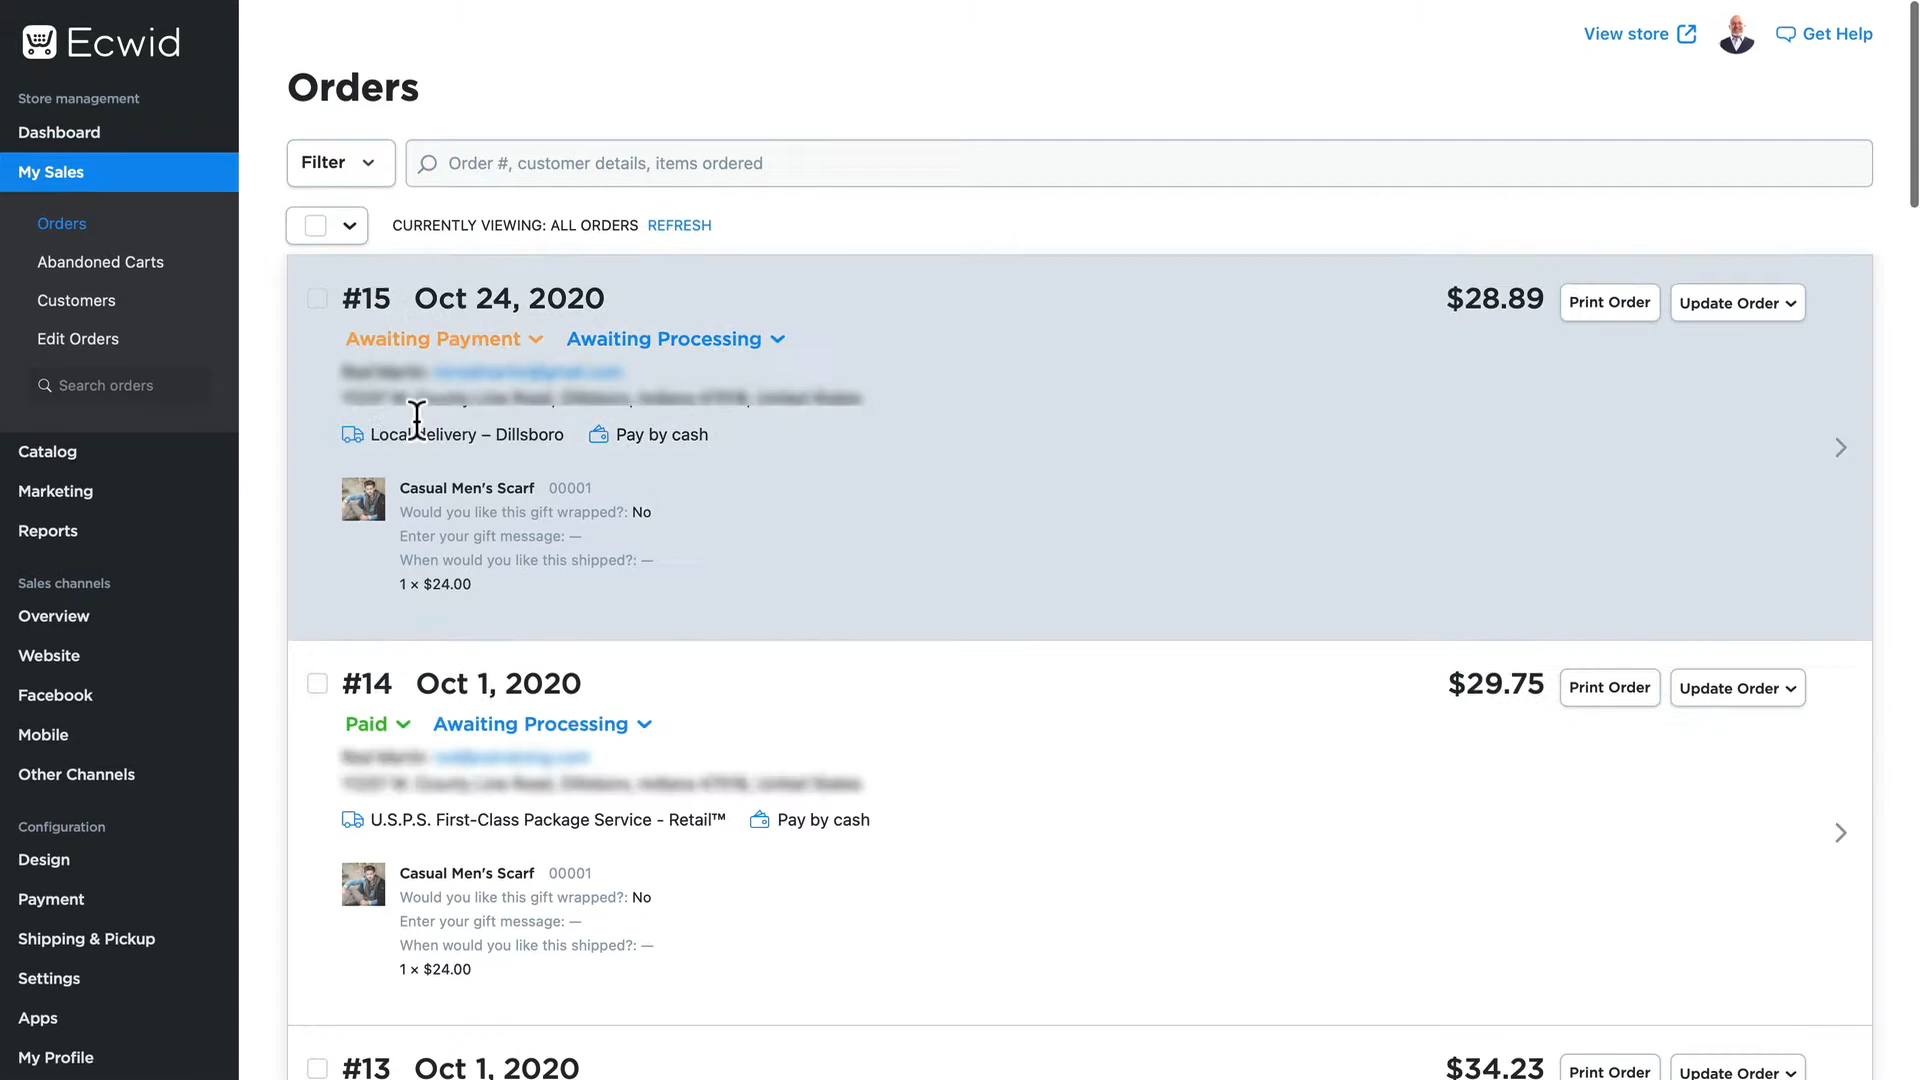 Ecwid
Store management
Dashboard
My Sales
Orders
Abandoned Carts
Customers
Edit Orders
Search orders
Catalog
Marketing
Reports
Sales channels
Overview
Website
Facebook
Mobile
Other Channels
Configuration
Design
Payment
Shipping & Pickup
Settings
Apps
My Profile
View store
Get Help
Orders
Filter
Order #, customer details, items ordered
CURRENTLY VIEWING: ALL ORDERS REFRESH
#15 Oct 24, 2020 $28.89 Print Order Update Order
Awaiting Payment Awaiting Processing
Local delivery – Dillsboro Pay by cash
Casual Men's Scarf 00001
Would you like this gift wrapped?: No
Enter your gift message: —
When would you like this shipped?: —
1 × $24.00
#14 Oct 1, 2020 $29.75 Print Order Update Order
Paid Awaiting Processing
U.S.P.S. First-Class Package Service - Retail™ Pay by cash
Casual Men's Scarf 00001
Would you like this gift wrapped?: No
Enter your gift message: —
When would you like this shipped?: —
1 × $24.00
#13 Oct 1, 2020 $34.23 Print Order Update Order